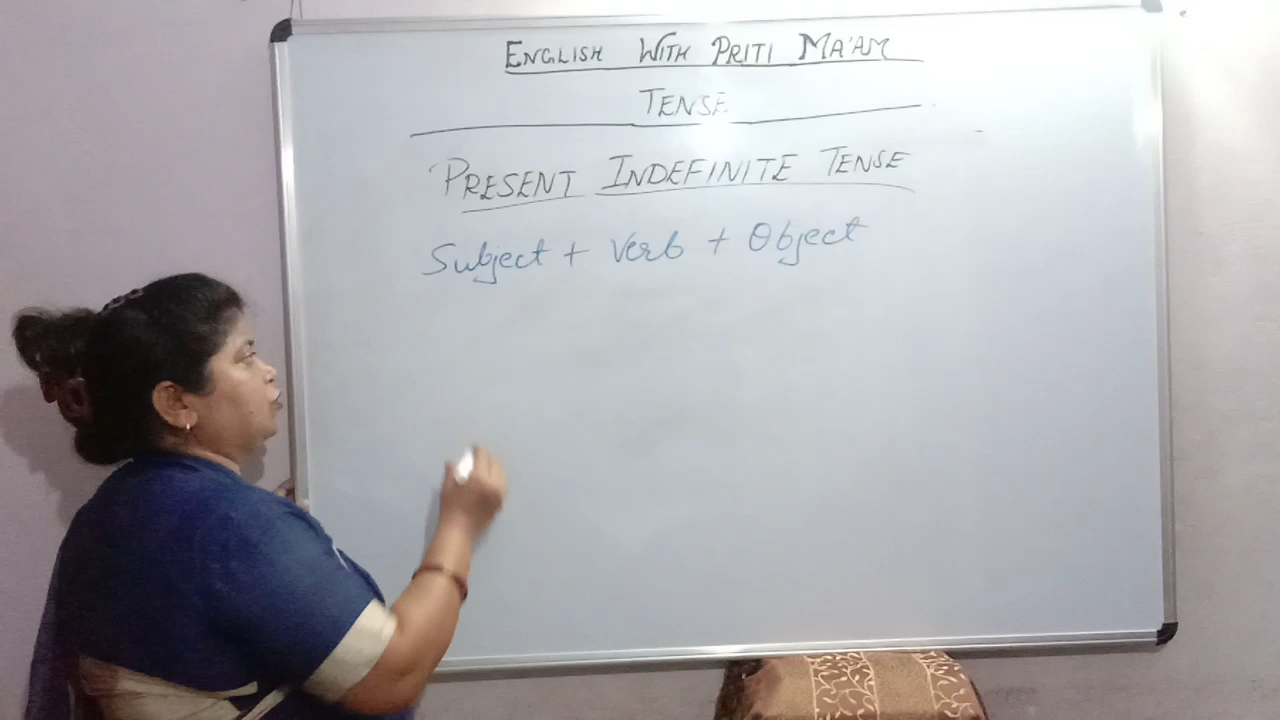 ENGLISH WITH PRITI MA'AM
TENSE
PRESENT INDEFINITE TENSE
Subject + Verb + Object